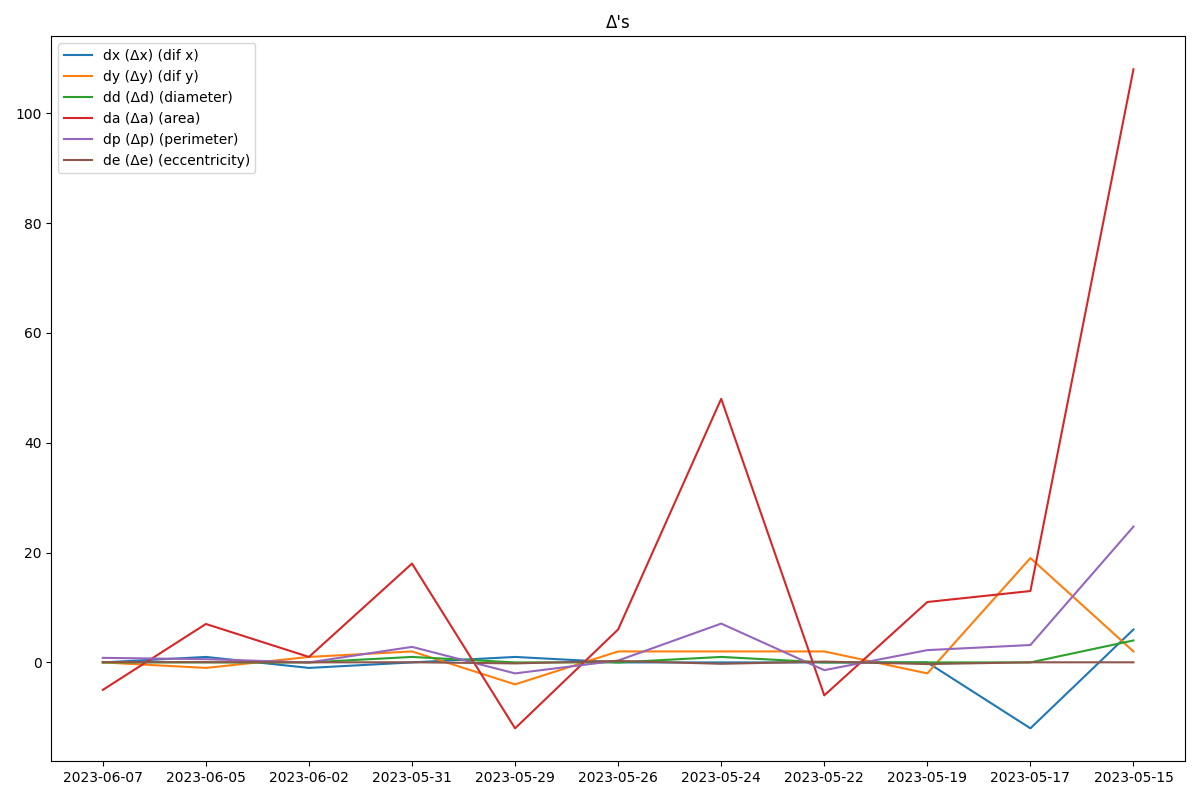 Δ's
dx (Δx) (dif x)
dy (Δy) (dif y)
dd (Δd) (diameter)
da (Δa) (area)
dp (Δp) (perimeter)
de (Δe) (eccentricity)
100
80
60
40
20
0
2023-06-07 2023-06-05 2023-06-02 2023-05-31 2023-05-29 2023-05-26 2023-05-24 2023-05-22 2023-05-19 2023-05-17 2023-05-15